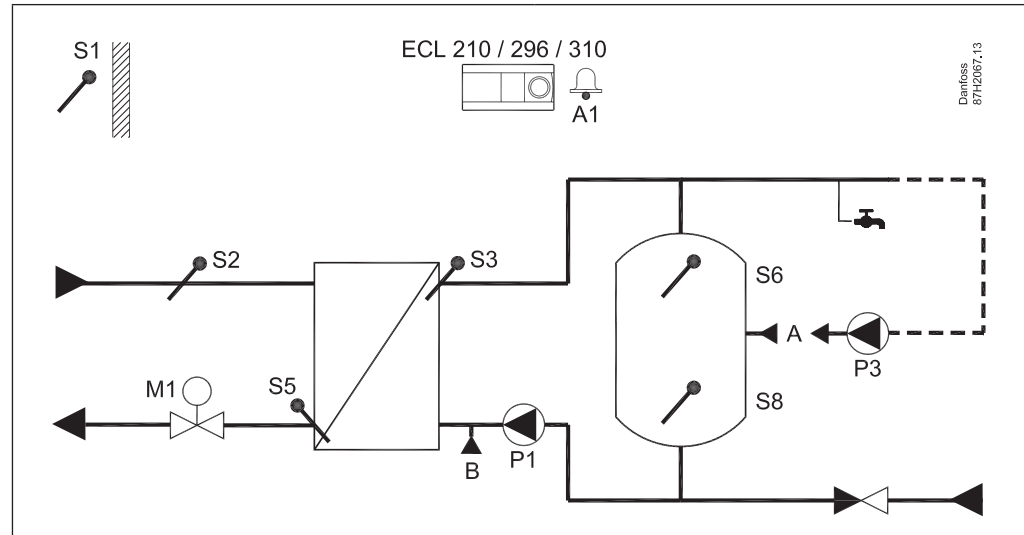 S1
ECL 210 / 296 / 310
A1
Danfoss
87H2067.13
S2
S3
S6
A
P3
M1
S5
S8
B
P1